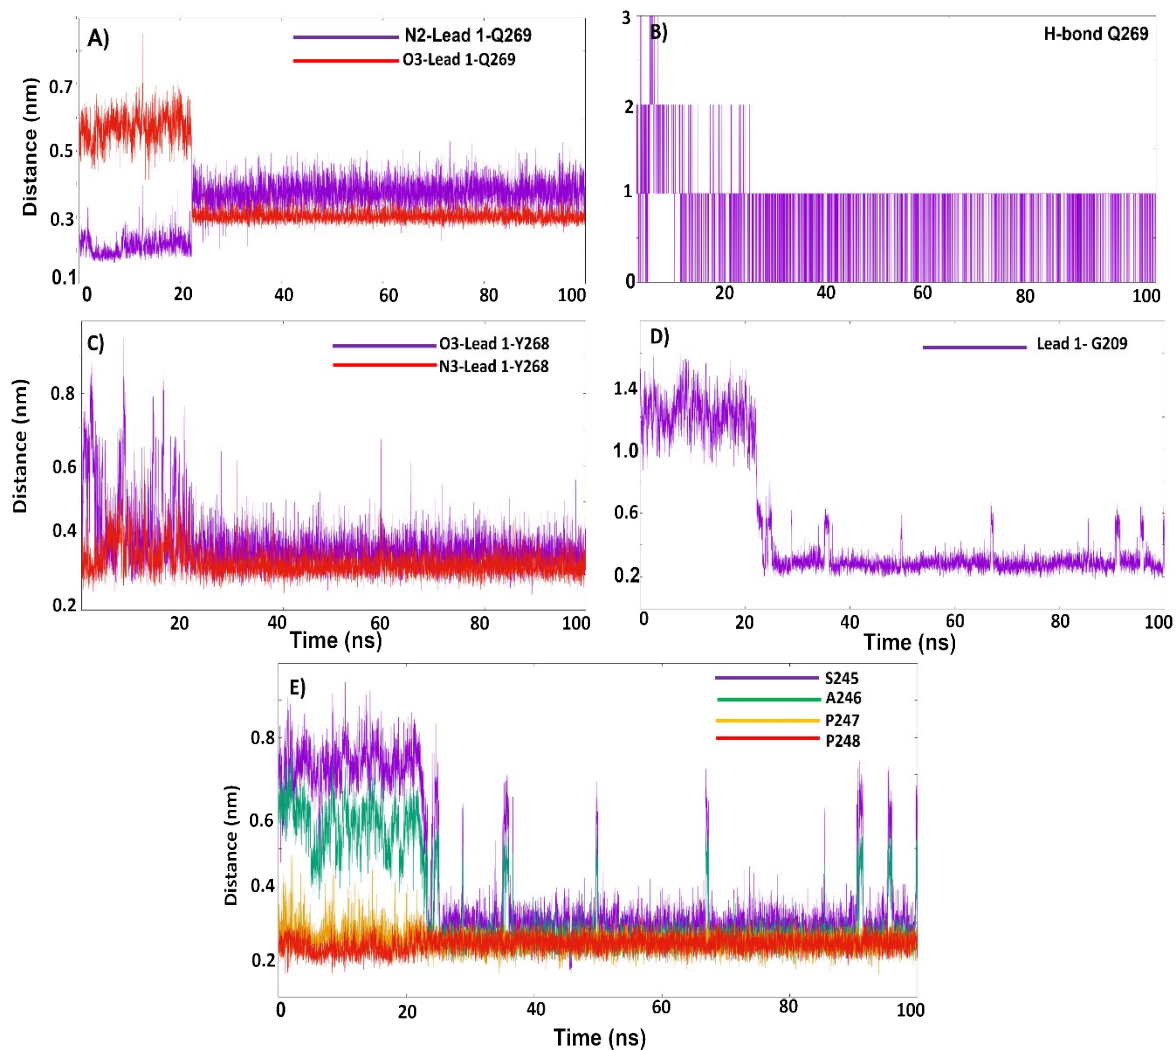 A)
N2-Lead 1-Q269
O3-Lead 1-Q269
Distance (nm)
0.7
0.5
0.3
0.1
0 20 40 60 80 100
B)
H-bond Q269
3
2
1
0
20 40 60 80 100
C)
O3-Lead 1-Y268
N3-Lead 1-Y268
Distance (nm)
0.8
0.6
0.4
0.2
0 20 40 60 80 100
Time (ns)
D)
Lead 1- G209
1.4
1.0
0.6
0.2
0 20 40 60 80 100
Time (ns)
E)
S245
A246
P247
P248
Distance (nm)
0.8
0.6
0.4
0.2
0 20 40 60 80 100
Time (ns)